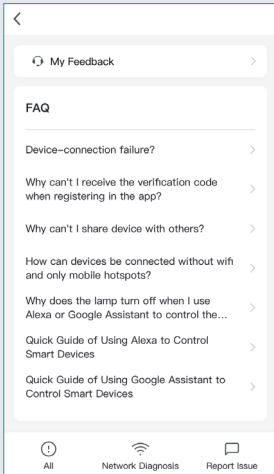 My Feedback
FAQ
Device-connection failure?
Why can't I receive the verification code
when registering in the app?
Why can't I share device with others?
How can devices be connected without wifi
and only mobile hotspots?
Why does the lamp turn off when I use
Alexa or Google Assistant to control the...
Quick Guide of Using Alexa to Control
Smart Devices
Quick Guide of Using Google Assistant to
Control Smart Devices
All
Network Diagnosis
Report Issue